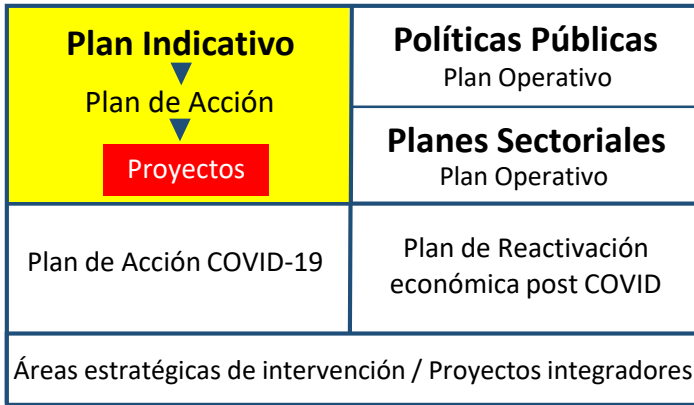 Plan Indicativo
Plan de Acción
Proyectos
Políticas Públicas
Plan Operativo
Planes Sectoriales
Plan Operativo
Plan de Acción COVID-19
Plan de Reactivación
económica post COVID
Áreas estratégicas de intervención / Proyectos integradores